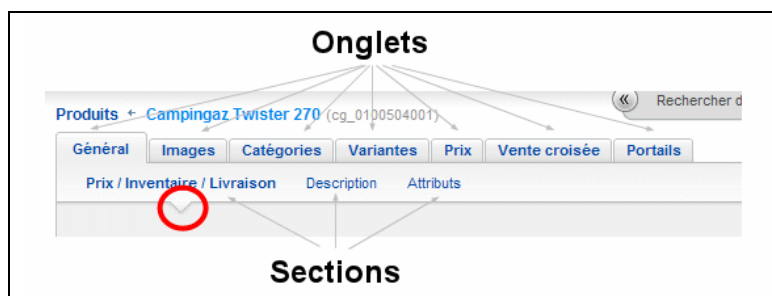 Onglets
Rechercher d
Produits Campingaz Twister 270 (cg_0100504001)
Général Images Catégories Variantes Prix Vente croisée Portails
Prix / Inventaire / Livraison Description Attributs
Sections